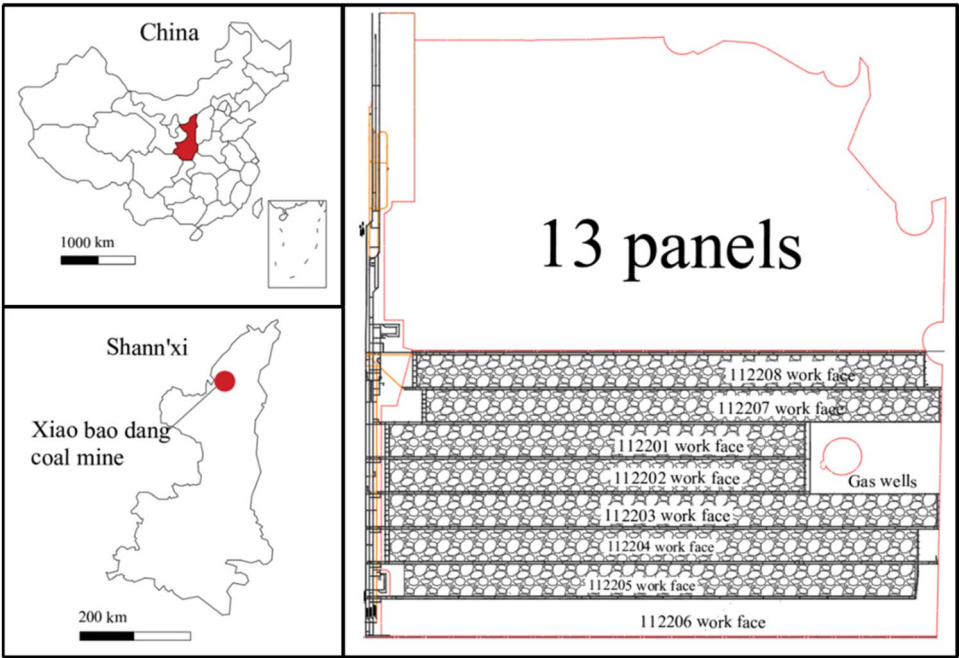 China
1000 km
Shann'xi
Xiao bao dang
coal mine
200 km
13 panels
112208 work face
112207 work face
112201 work face
112202 work face
Gas wells
112203 work face
112204 work face
112205 work face
112206 work face